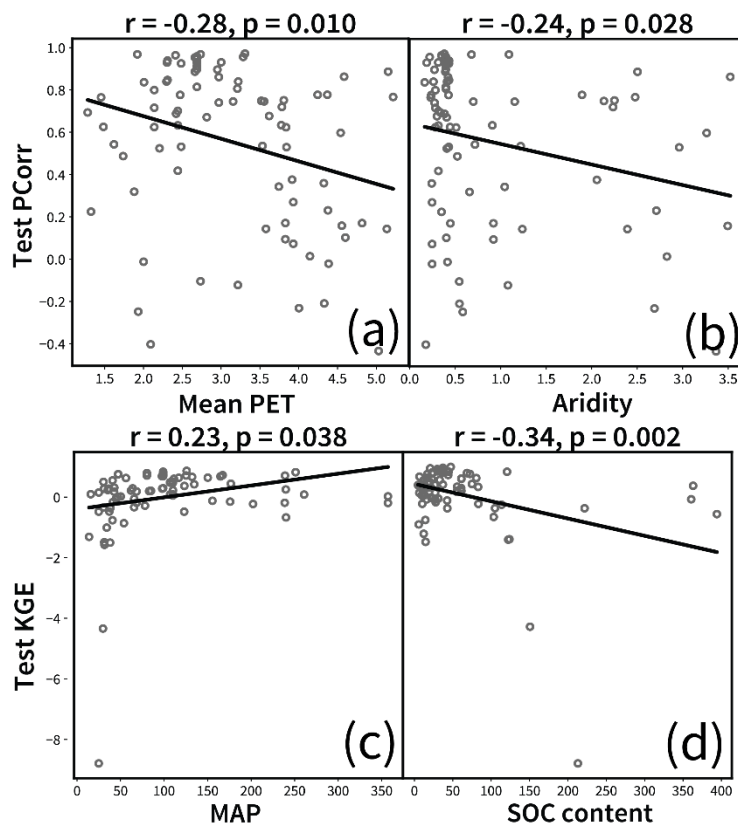 r = -0.28, p = 0.010
r = -0.24, p = 0.028
Test PCorr
1.0
0.8
0.6
0.4
0.2
0.0
−0.2
−0.4
(a)
(b)
1.0 1.5 2.0 2.5 3.0 3.5 4.0 4.5 5.0
0.0 0.5 1.0 1.5 2.0 2.5 3.0 3.5
Mean PET
Aridity
r = 0.23, p = 0.038
r = -0.34, p = 0.002
Test KGE
0
−2
−4
−6
−8
(c)
(d)
0 50 100 150 200 250 300 350
0 50 100 150 200 250 300 350 400
MAP
SOC content